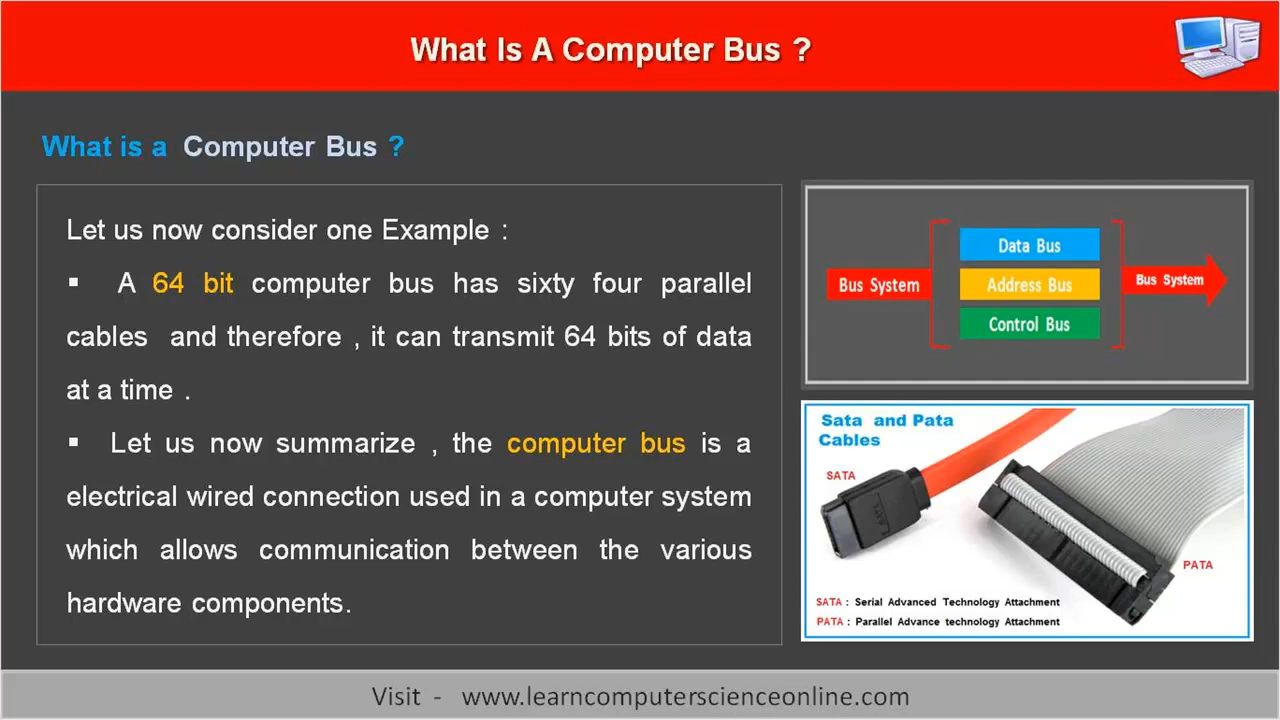 What Is A Computer Bus ?
What is a Computer Bus ?
Let us now consider one Example :
▪ A 64 bit computer bus has sixty four parallel
cables and therefore , it can transmit 64 bits of data
at a time .
▪ Let us now summarize , the computer bus is a
electrical wired connection used in a computer system
which allows communication between the various
hardware components.
Bus System
Data Bus
Address Bus
Control Bus
Bus System
Sata and Pata
Cables
SATA
PATA
SATA : Serial Advanced Technology Attachment
PATA : Parallel Advance technology Attachment
Visit - www.learncomputerscienceonline.com